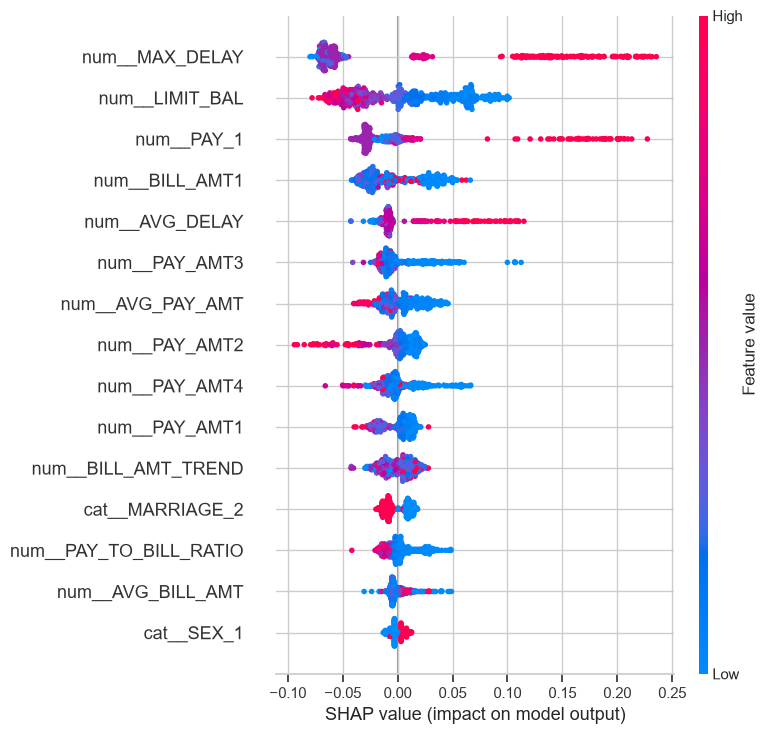 High
num__MAX_DELAY
num__LIMIT_BAL
num__PAY_1
num__BILL_AMT1
num__AVG_DELAY
num__PAY_AMT3
num__AVG_PAY_AMT
num__PAY_AMT2
num__PAY_AMT4
num__PAY_AMT1
num__BILL_AMT_TREND
cat__MARRIAGE_2
num__PAY_TO_BILL_RATIO
num__AVG_BILL_AMT
cat__SEX_1
Feature value
Low
−0.10 −0.05 0.00 0.05 0.10 0.15 0.20 0.25
SHAP value (impact on model output)